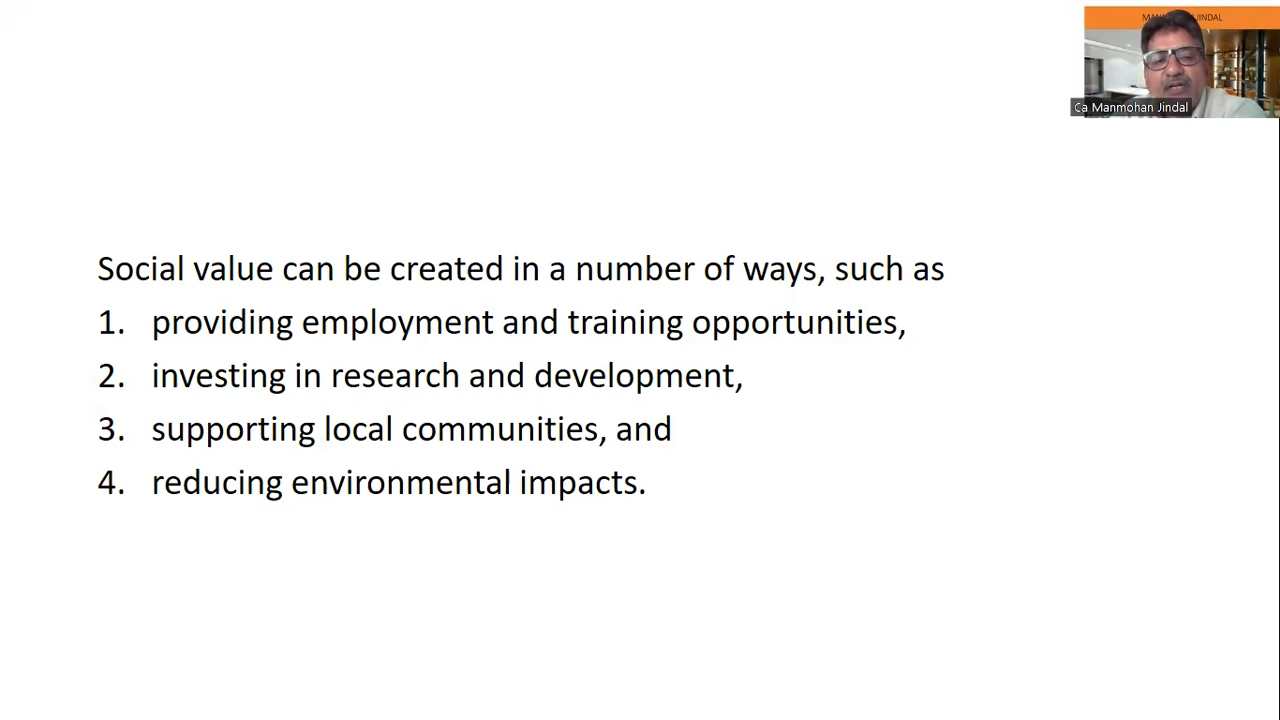 Ca Manmohan Jindal
Social value can be created in a number of ways, such as
1. providing employment and training opportunities,
2. investing in research and development,
3. supporting local communities, and
4. reducing environmental impacts.